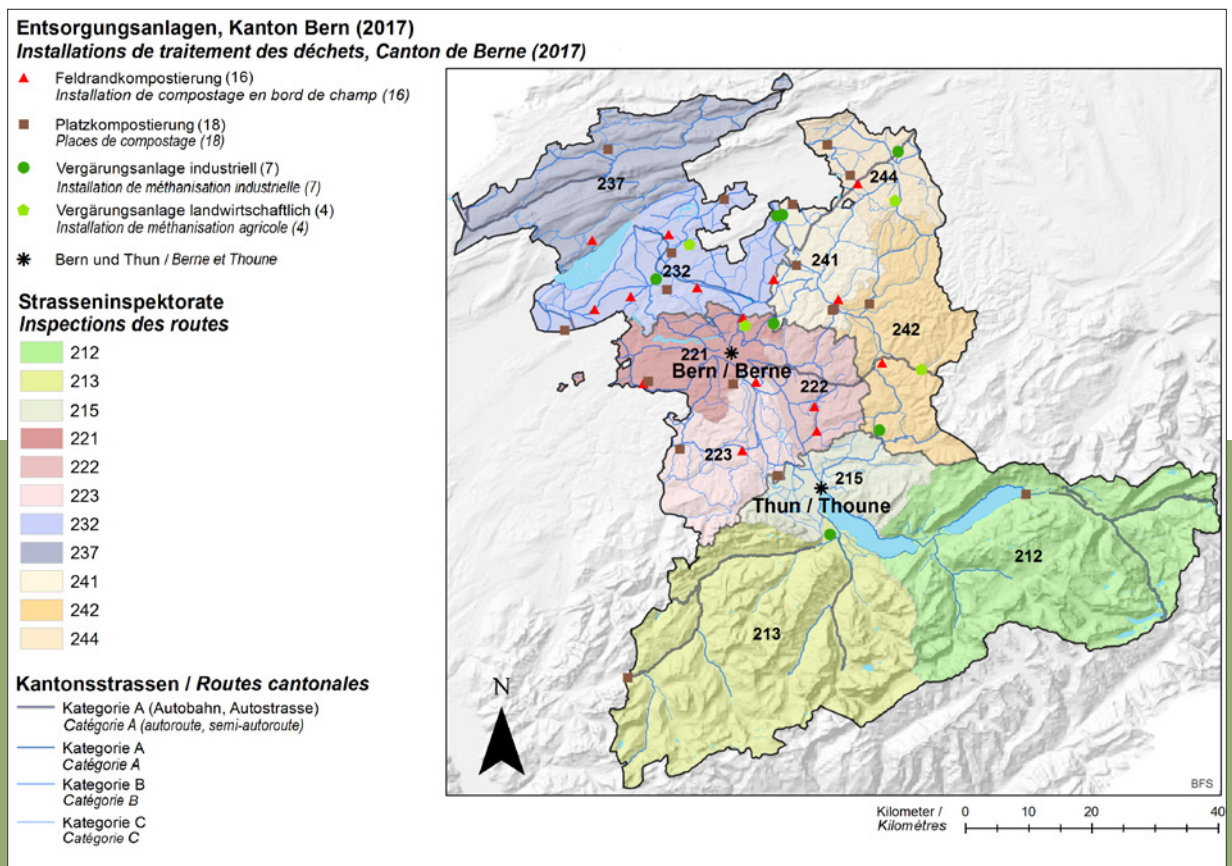 Entsorgungsanlagen, Kanton Bern (2017)
Installations de traitement des déchets, Canton de Berne (2017)
Feldrandkompostierung (16)
Installation de compostage en bord de champ (16)
Platzkompostierung (18)
Places de compostage (18)
Vergärungsanlage industriell (7)
Installation de méthanisation industrielle (7)
Vergärungsanlage landwirtschaftlich (4)
Installation de méthanisation agricole (4)
Bern und Thun / Berne et Thoune
Strasseninspektorate
Inspections des routes
212
213
215
221
222
223
232
237
241
242
244
Kantonsstrassen / Routes cantonales
Kategorie A (Autobahn, Autostrasse)
Catégorie A (autoroute, semi-autoroute)
Kategorie A
Catégorie A
Kategorie B
Catégorie B
Kategorie C
Catégorie C
237
244
232
241
242
221
Bern / Berne
222
223
215
Thun / Thoune
212
213
N
BFS
Kilometer /
Kilomètres
0 10 20 40